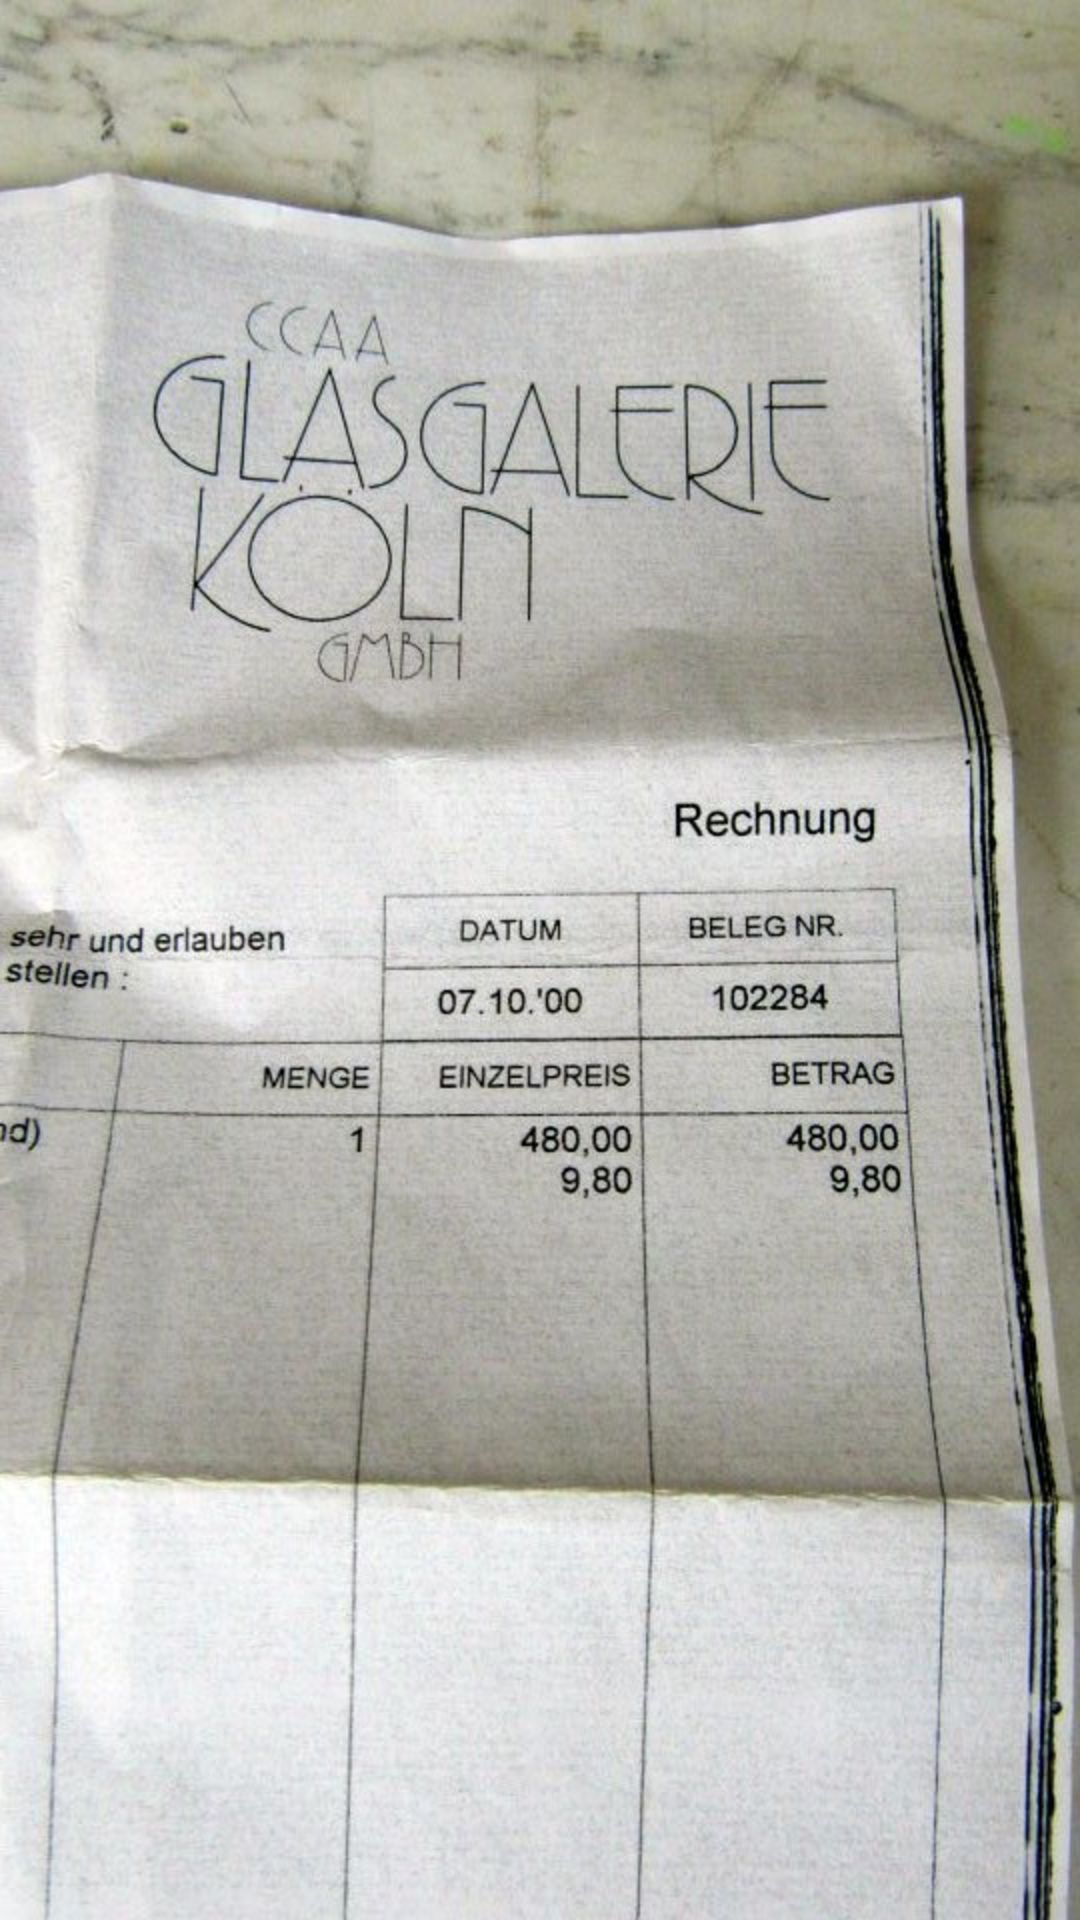 CCAA
GLASGALERIE
KÖLN
GMBH
Rechnung
sehr und erlauben
stellen :
DATUM BELEG NR.
07.10.'00 102284
MENGE EINZELPREIS BETRAG
1 480,00 480,00
9,80 9,80